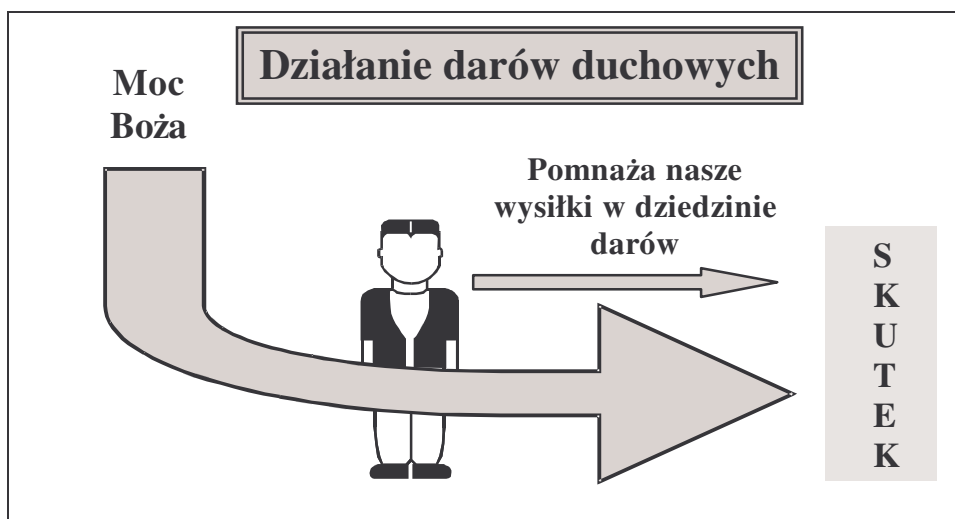 Działanie darów duchowych
Moc
Boża
Pomnaża nasze
wysiłki w dziedzinie
darów
S
K
U
T
E
K